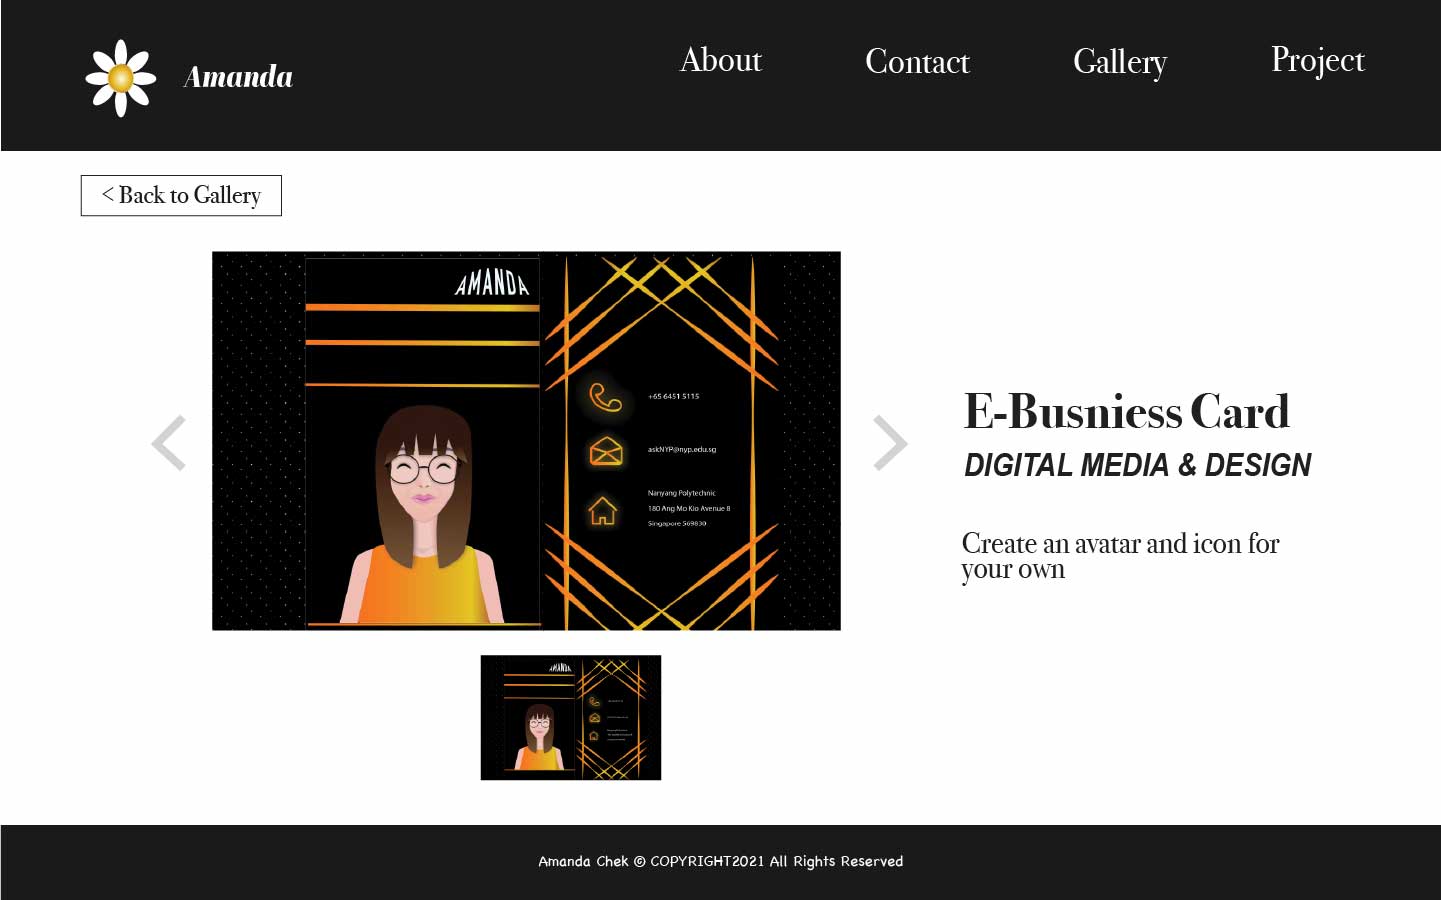 Amanda
About
Contact
Gallery
Project
< Back to Gallery
AMANDA
+65 6451 5115
askNYP@nyp.edu.sg
Nanyang Polytechnic
180 Ang Mo Kio Avenue 8
Singapore 569830
E-Busniess Card
DIGITAL MEDIA & DESIGN
Create an avatar and icon for
your own
AMANDA
Amanda Chek © COPYRIGHT2021 All Rights Reserved